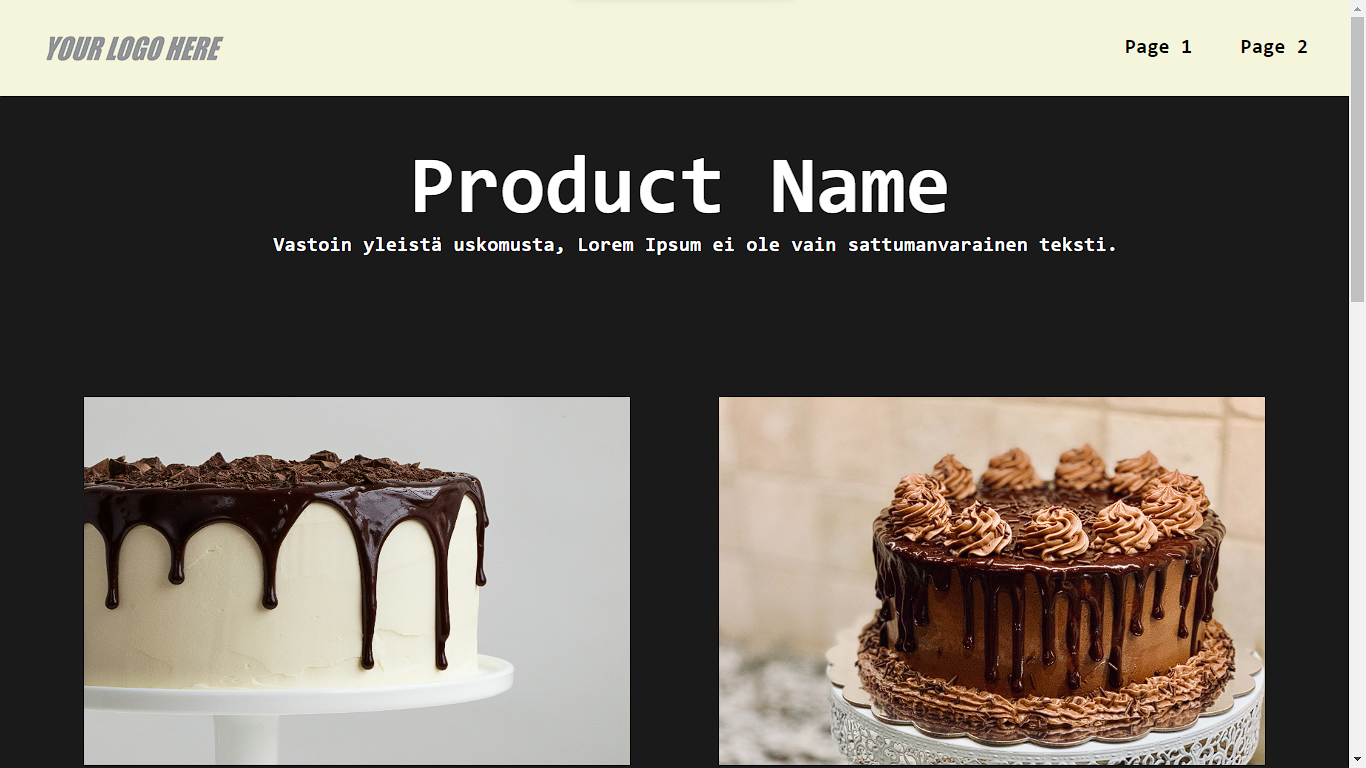 YOUR LOGO HERE
Page 1
Page 2
Product Name
Vastoin yleistä uskomusta, Lorem Ipsum ei ole vain sattumanvarainen teksti.